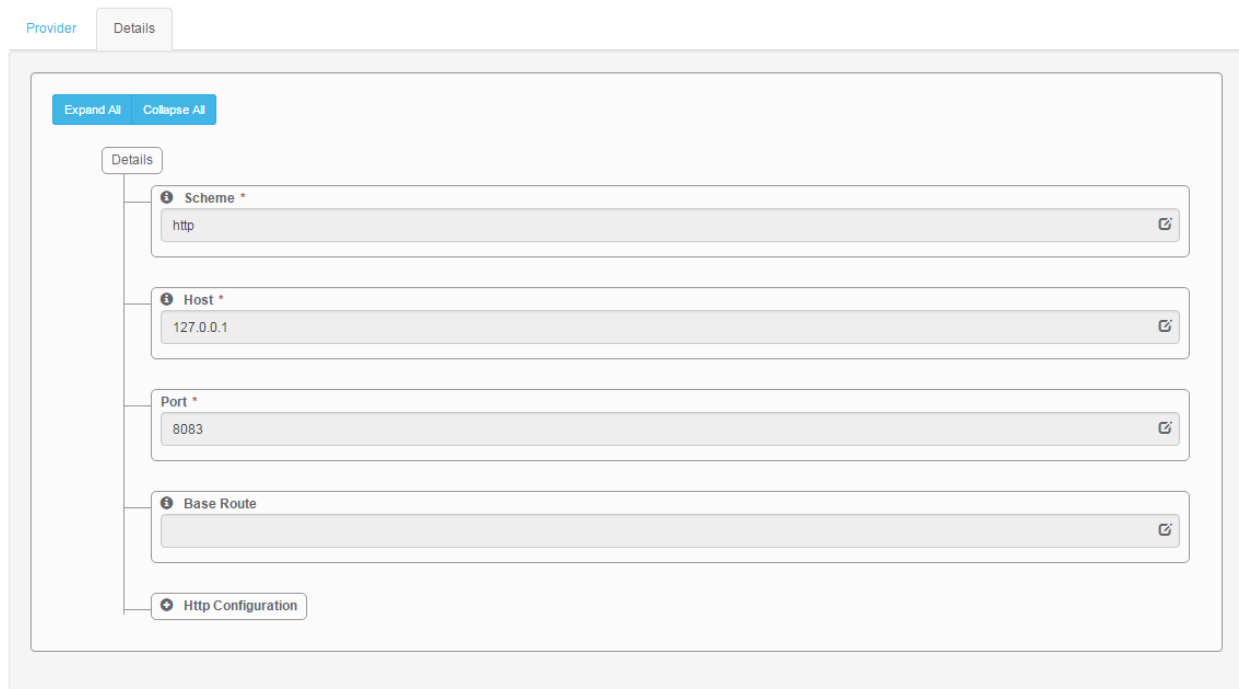 Provider Details
Expand All Collapse All
Details
Scheme *
http
Host *
127.0.0.1
Port *
8083
Base Route
Http Configuration